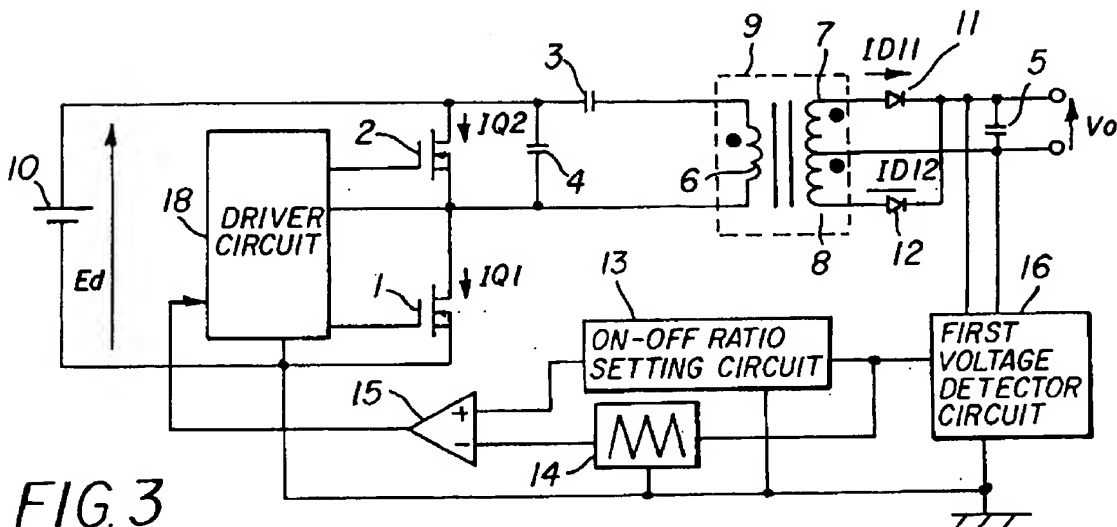 9
7
ID11
11
3
5
2
IQ2
Vo
10
4
6
ID12
18
DRIVER
CIRCUIT
8
12
Ed
1
IQ1
13
16
ON-OFF RATIO
SETTING CIRCUIT
FIRST
VOLTAGE
DETECTOR
CIRCUIT
15
+
−
14
FIG. 3